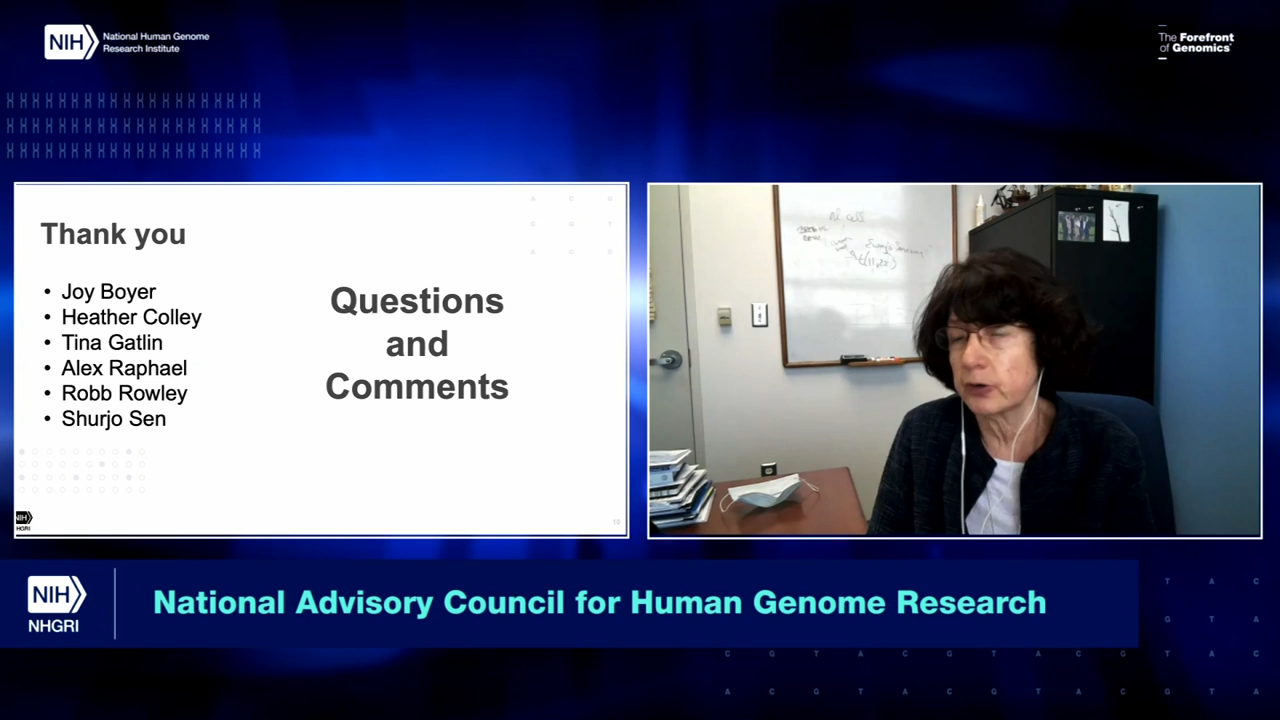 NIH
National Human Genome
Research Institute
The Forefront
of Genomics
Thank you
• Joy Boyer
• Heather Colley
• Tina Gatlin
• Alex Raphael
• Robb Rowley
• Shurjo Sen
Questions
and
Comments
NIH
HGRI
NIH
NHGRI
National Advisory Council for Human Genome Research
T A C
G T A
C G T A C G T A C G T A C
A C G T A C G T A C G T A